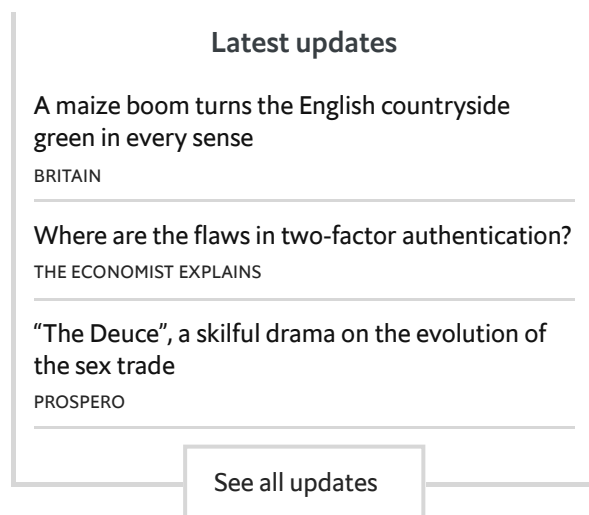 Latest updates
A maize boom turns the English countryside
green in every sense
BRITAIN
Where are the flaws in two-factor authentication?
THE ECONOMIST EXPLAINS
“The Deuce”, a skilful drama on the evolution of
the sex trade
PROSPERO
See all updates